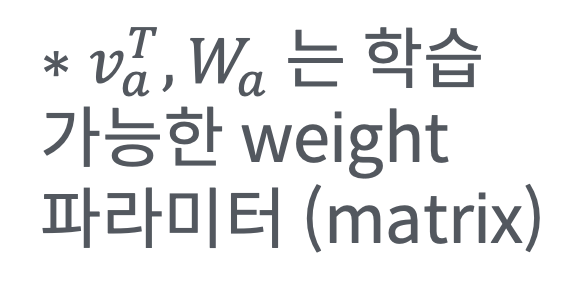 * v_a^T, W_a 는 학습
가능한 weight
파라미터 (matrix)